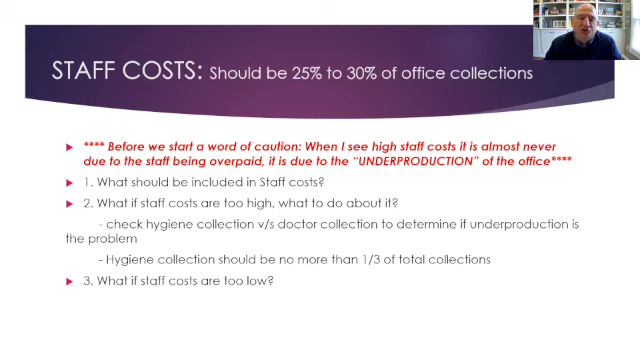 STAFF COSTS: Should be 25% to 30% of office collections
**** Before we start a word of caution: When I see high staff costs it is almost never
due to the staff being overpaid, it is due to the “UNDERPRODUCTION” of the office****
1. What should be included in Staff costs?
2. What if staff costs are too high, what to do about it?
- check hygiene collection v/s doctor collection to determine if underproduction is
the problem
- Hygiene collection should be no more than 1/3 of total collections
3. What if staff costs are too low?